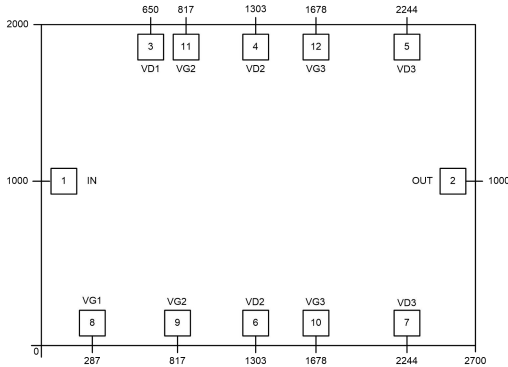 650 817 1303 1678 2244
2000
3 11 4 12 5
VD1 VG2 VD2 VG3 VD3
1000 1 IN OUT 2 1000
VG1 VG2 VD2 VG3 VD3
8 9 6 10 7
0
287 817 1303 1678 2244 2700